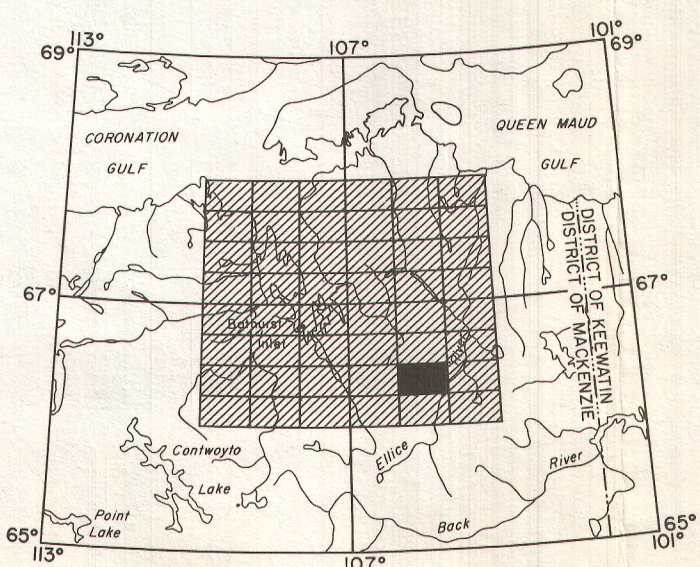 113°
107°
101°
69°
69°
CORONATION
GULF
QUEEN MAUD
GULF
DISTRICT OF KEEWATIN
DISTRICT OF MACKENZIE
67°
67°
Bathurst
Inlet
River
Contwoyto
Lake
Ellice
River
Point
Lake
Back
65°
65°
113°
107°
101°